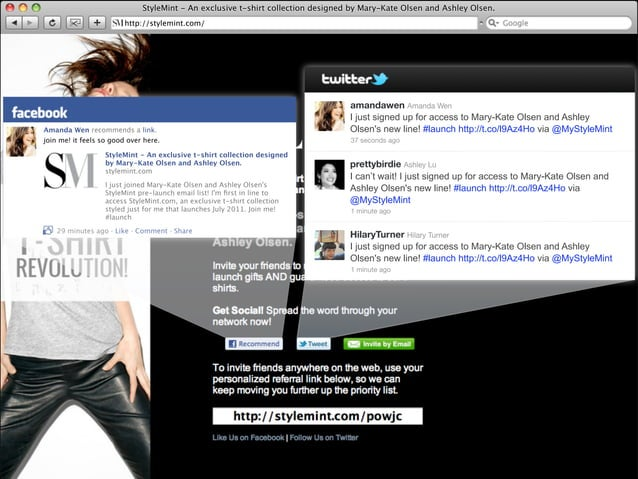 StyleMint – An exclusive t-shirt collection designed by Mary-Kate Olsen and Ashley Olsen.
SM http://stylemint.com/
Google
facebook
Amanda Wen recommends a link.
Join me! it feels so good over here.
SM
StyleMint – An exclusive t-shirt collection designed
by Mary-Kate Olsen and Ashley Olsen.
stylemint.com
I just joined Mary-Kate Olsen and Ashley Olsen's
StyleMint pre-launch email list! I'm first in line to
access StyleMint.com, an exclusive t-shirt collection
styled just for me that launches July 2011. Join me!
#launch
29 minutes ago · Like · Comment · Share
twitter
amandawen Amanda Wen
I just signed up for access to Mary-Kate Olsen and Ashley
Olsen's new line! #launch http://t.co/l9Az4Ho via @MyStyleMint
37 seconds ago
prettybirdie Ashley Lu
I can't wait! I just signed up for access to Mary-Kate Olsen and
Ashley Olsen's new line! #launch http://t.co/l9Az4Ho via
@MyStyleMint
1 minute ago
HilaryTurner Hilary Turner
I just signed up for access to Mary-Kate Olsen and Ashley
Olsen's new line! #launch http://t.co/l9Az4Ho via @MyStyleMint
1 minute ago
T-SHIRT
REVOLUTION!
Ashley Olsen.
Invite your friends to
launch gifts AND
shirts.
Get Social! Spread the word through your
network now!
Recommend
Tweet
Invite by Email
To invite friends anywhere on the web, use your
personalized referral link below, so we can
keep moving you further up the priority list.
http://stylemint.com/powjc
Like Us on Facebook | Follow Us on Twitter